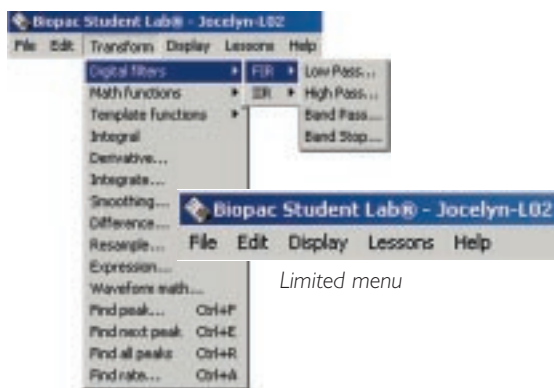 Biopac Student Lab® - Jocelyn-L02
File Edit Transform Display Lessons Help
Digital filters FIR Low Pass...
Math functions IIR High Pass...
Template functions Band Pass...
Integral Band Stop...
Derivative...
Integrate...
Smoothing...
Difference...
Resample...
Expression...
Waveform math...
Find peak... Ctrl+F
Find next peak Ctrl+E
Find all peaks Ctrl+R
Find rate... Ctrl+A
Biopac Student Lab® - Jocelyn-L02
File Edit Display Lessons Help
Limited menu